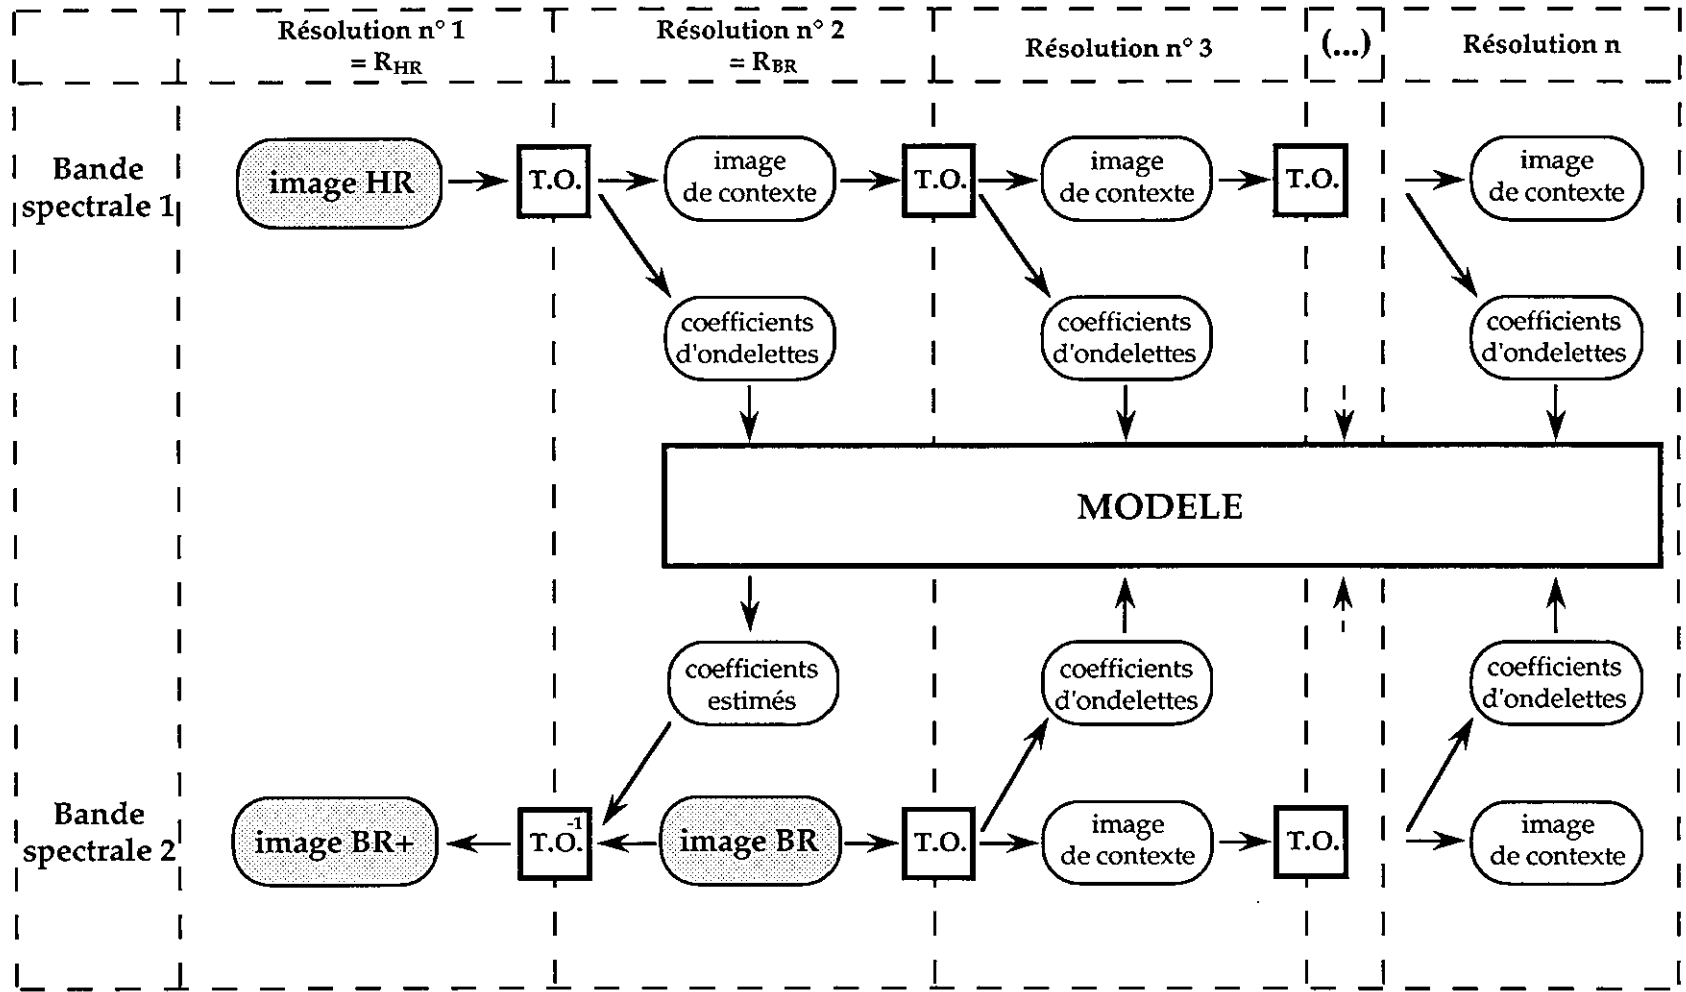 Résolution n° 1
= RHR
Résolution n° 2
= RBR
Résolution n° 3
(...)
Résolution n
Bande
spectrale 1
image HR
T.O.
image
de contexte
T.O.
image
de contexte
T.O.
image
de contexte
coefficients
d'ondelettes
coefficients
d'ondelettes
coefficients
d'ondelettes
MODELE
coefficients
estimés
coefficients
d'ondelettes
coefficients
d'ondelettes
Bande
spectrale 2
image BR+
T.O.-1
image BR
T.O.
image
de contexte
T.O.
image
de contexte